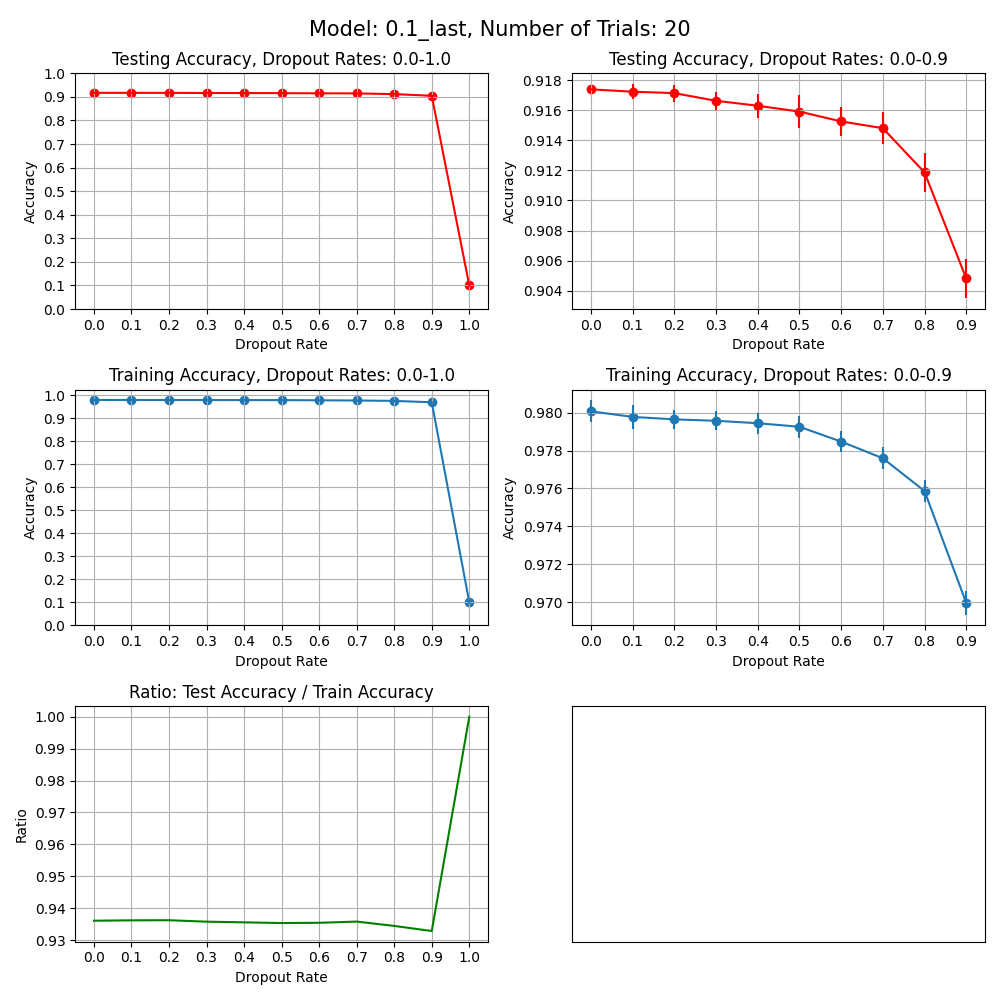 Model: 0.1_last, Number of Trials: 20
Testing Accuracy, Dropout Rates: 0.0-1.0
1.0
0.9
0.8
0.7
0.6
0.5
0.4
0.3
0.2
0.1
0.0
Accuracy
0.0 0.1 0.2 0.3 0.4 0.5 0.6 0.7 0.8 0.9 1.0
Dropout Rate
Testing Accuracy, Dropout Rates: 0.0-0.9
0.918
0.916
0.914
0.912
0.910
0.908
0.906
0.904
Accuracy
0.0 0.1 0.2 0.3 0.4 0.5 0.6 0.7 0.8 0.9
Dropout Rate
Training Accuracy, Dropout Rates: 0.0-1.0
1.0
0.9
0.8
0.7
0.6
0.5
0.4
0.3
0.2
0.1
0.0
Accuracy
0.0 0.1 0.2 0.3 0.4 0.5 0.6 0.7 0.8 0.9 1.0
Dropout Rate
Training Accuracy, Dropout Rates: 0.0-0.9
0.980
0.978
0.976
0.974
0.972
0.970
Accuracy
0.0 0.1 0.2 0.3 0.4 0.5 0.6 0.7 0.8 0.9
Dropout Rate
Ratio: Test Accuracy / Train Accuracy
1.00
0.99
0.98
0.97
0.96
0.95
0.94
0.93
Ratio
0.0 0.1 0.2 0.3 0.4 0.5 0.6 0.7 0.8 0.9 1.0
Dropout Rate